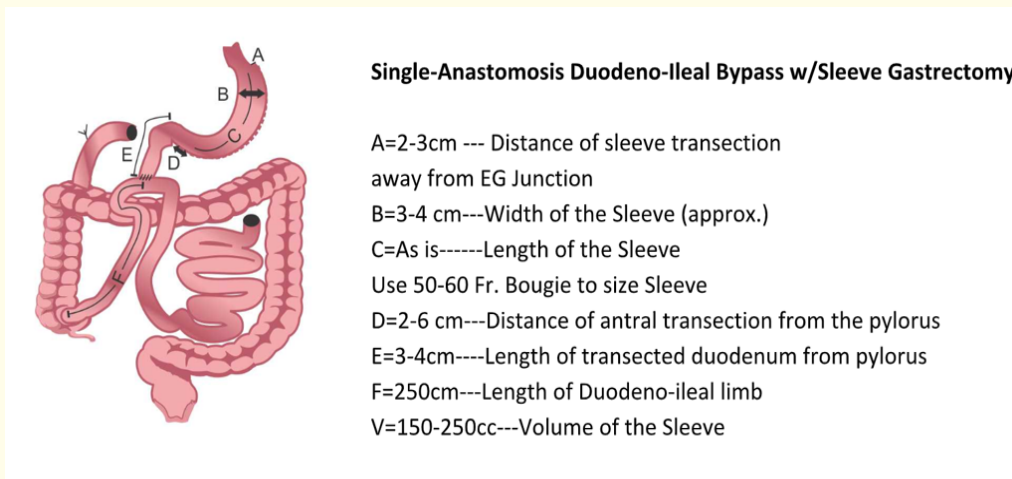 A
B
C
D
E
F
Single-Anastomosis Duodeno-Ileal Bypass w/Sleeve Gastrectomy
A=2-3cm --- Distance of sleeve transection
away from EG Junction
B=3-4 cm---Width of the Sleeve (approx.)
C=As is------Length of the Sleeve
Use 50-60 Fr. Bougie to size Sleeve
D=2-6 cm---Distance of antral transection from the pylorus
E=3-4cm----Length of transected duodenum from pylorus
F=250cm---Length of Duodeno-ileal limb
V=150-250cc---Volume of the Sleeve